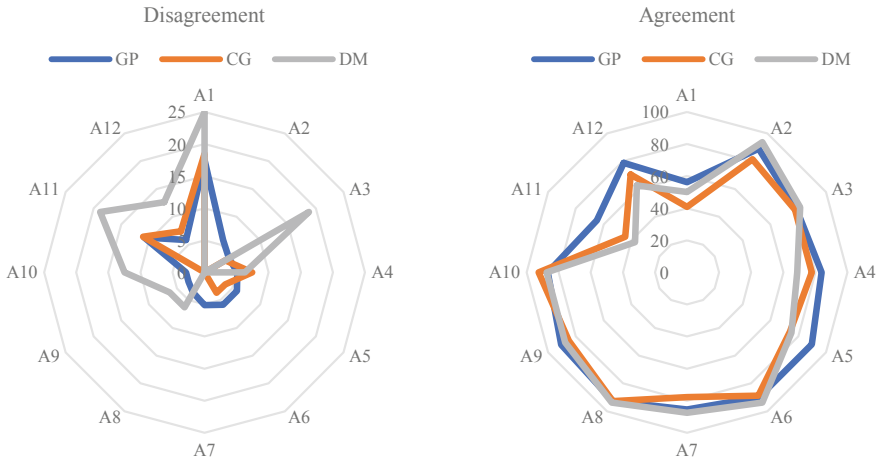 Disagreement
GP CG DM
A1
A2
A3
A4
A5
A6
A7
A8
A9
A10
A11
A12
25
20
15
10
5
0
Agreement
GP CG DM
A1
A2
A3
A4
A5
A6
A7
A8
A9
A10
A11
A12
100
80
60
40
20
0